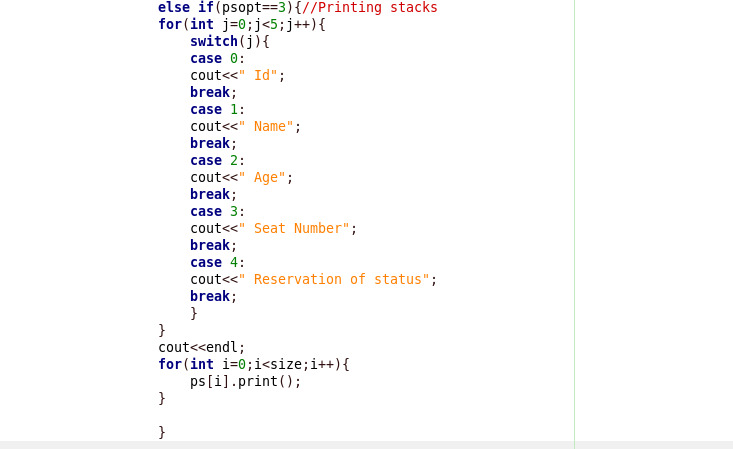 else if(psopt==3){//Printing stacks
for(int j=0;j<5;j++){
switch(j){
case 0:
cout<<" Id";
break;
case 1:
cout<<" Name";
break;
case 2:
cout<<" Age";
break;
case 3:
cout<<" Seat Number";
break;
case 4:
cout<<" Reservation of status";
break;
}
}
cout<<endl;
for(int i=0;i<size;i++){
ps[i].print();
}
}